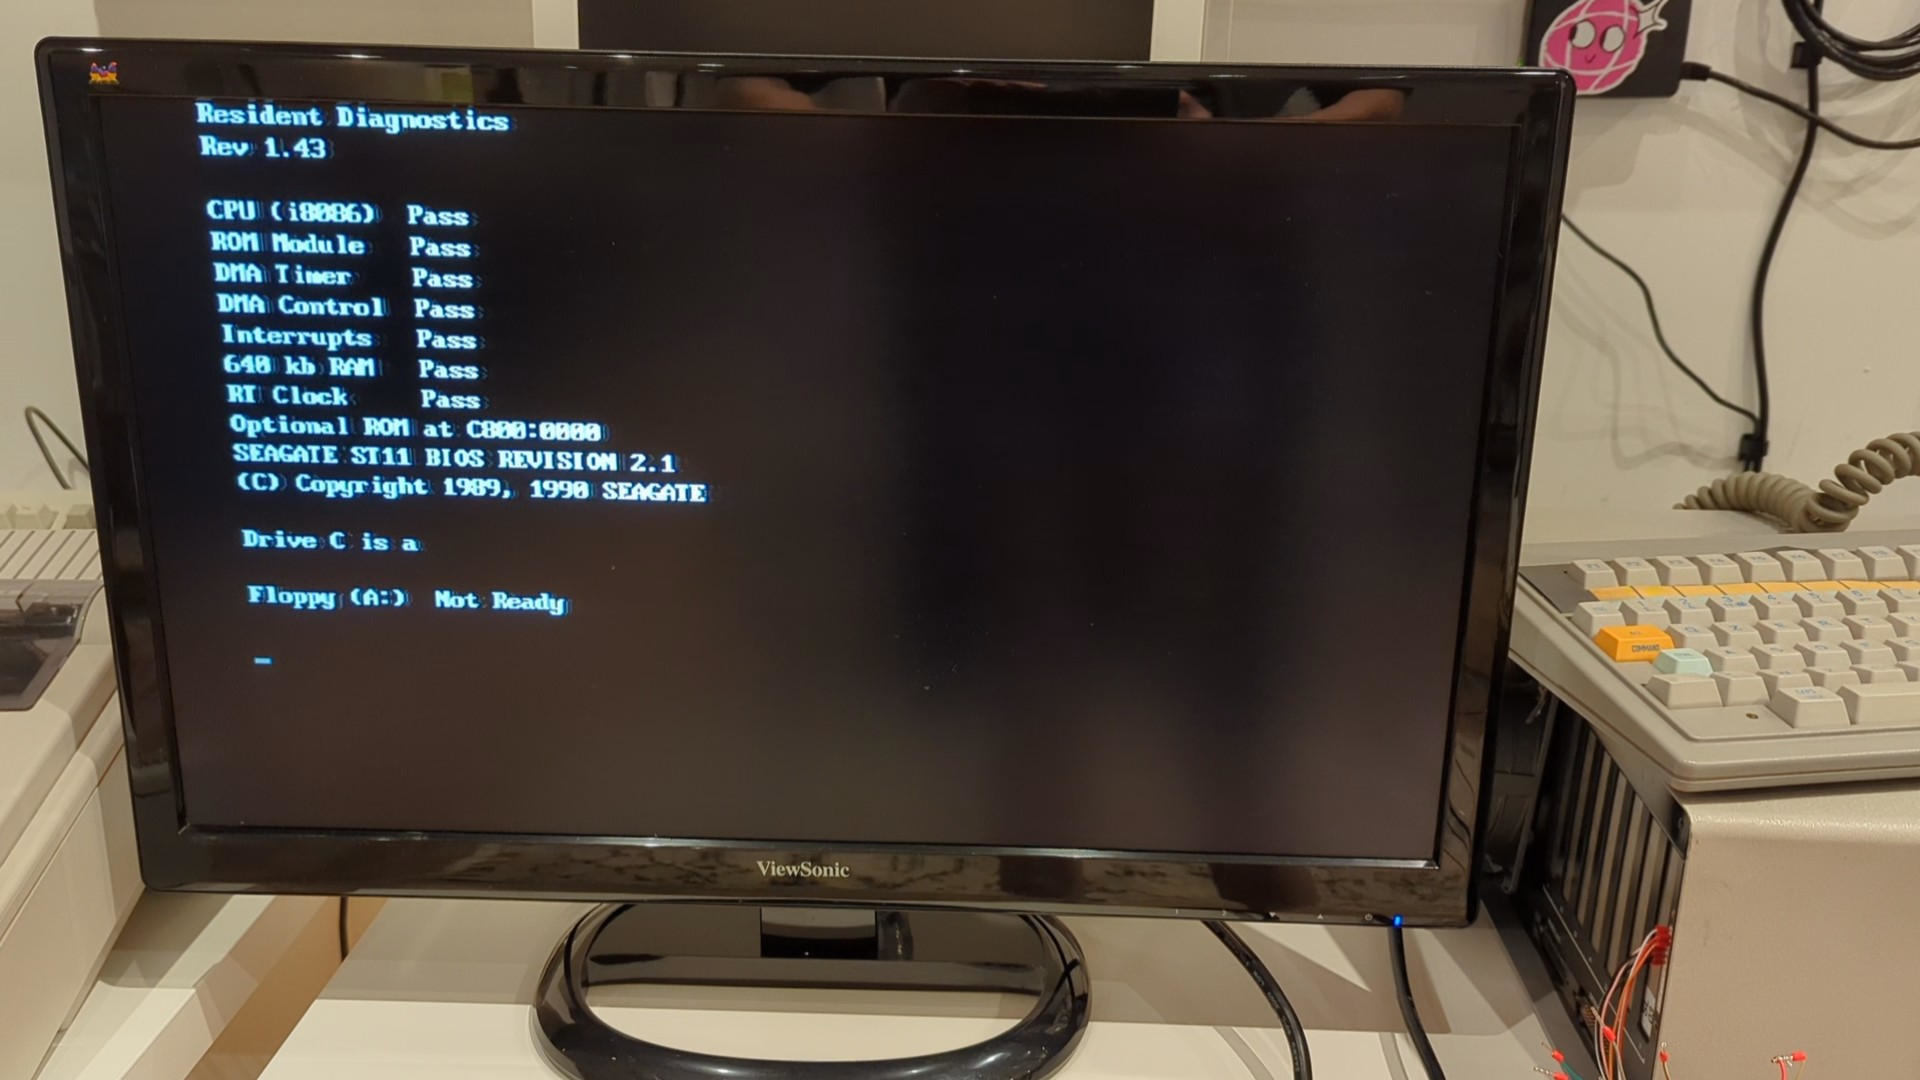 Resident Diagnostics
Rev 1.43
CPU (i8086) Pass
ROM Module Pass
DMA Timer Pass
DMA Control Pass
Interrupts Pass
640 kb RAM Pass
RT Clock Pass
Optional ROM at C800:0000
SEAGATE ST11 BIOS REVISION 2.1
(C) Copyright 1989, 1990 SEAGATE
Drive C is a
Floppy (A:) Not Ready
ViewSonic
COMMAND